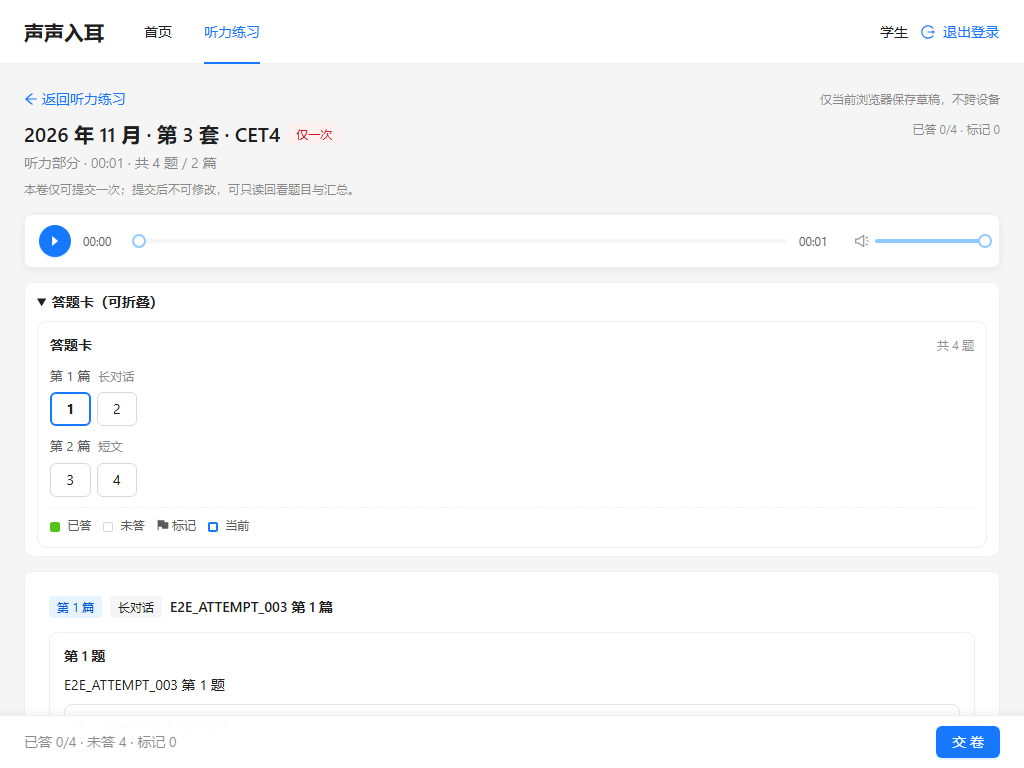 声声入耳 首页 听力练习 学生 退出登录
返回听力练习 仅当前浏览器保存草稿，不跨设备
2026 年 11 月 · 第 3 套 · CET4 仅一次 已答 0/4 · 标记 0
听力部分 · 00:01 · 共 4 题 / 2 篇
本卷仅可提交一次；提交后不可修改，可只读回看题目与汇总。
00:00 00:01
答题卡（可折叠）
答题卡 共 4 题
第 1 篇 长对话
1 2
第 2 篇 短文
3 4
已答 未答 标记 当前
第 1 篇 长对话 E2E_ATTEMPT_003 第 1 篇
第 1 题
E2E_ATTEMPT_003 第 1 题
已答 0/4 · 未答 4 · 标记 0 交 卷